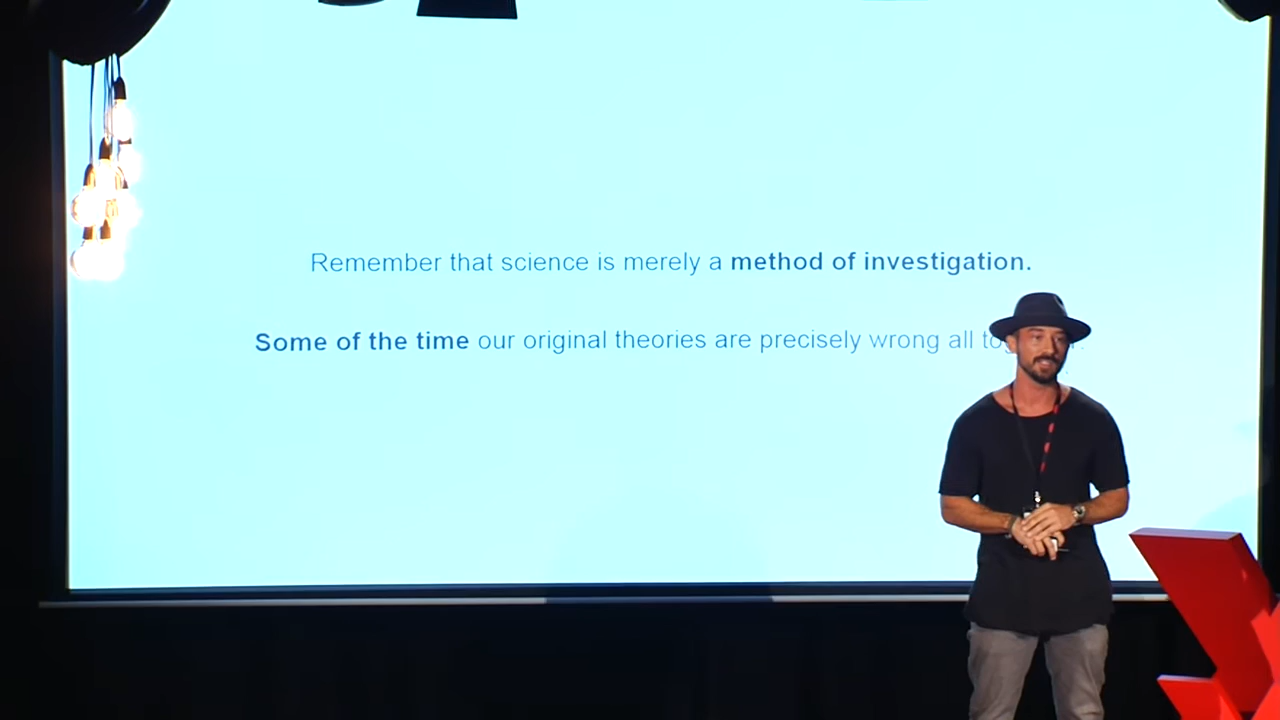 Remember that science is merely a method of investigation.
Some of the time our original theories are precisely wrong all